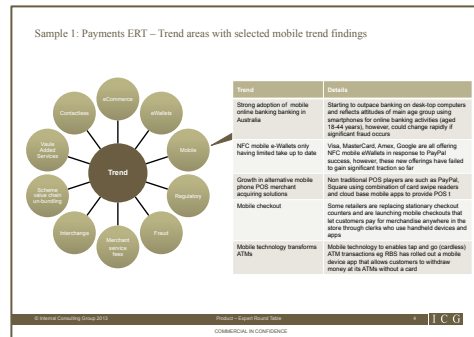 Sample 1: Payments ERT – Trend areas with selected mobile trend findings
eCommerce
Contactless
eWallets
Vaule
Added
Services
Mobile
Trend
Scheme
value chain
un-bundling
Regulatory
Interchange
Fraud
Merchant
service
fees
Trend Details
Strong adoption of mobile
online banking banking in
Australia
Starting to outpace banking on desk-top computers
and reflects attitudes of main age group using
smartphones for online banking activities (aged
18-44 years), however, could change rapidly if
significant fraud occurs
NFC mobile e-Wallets only
having limited take up to date
Visa, MasterCard, Amex, Google are all offering
NFC mobile eWallets in response to PayPal
success, however, these new offerings have failed
to gain significant traction so far
Growth in alternative mobile
phone POS merchant
acquiring solutions
Non traditional POS players are such as PayPal,
Square using combination of card swipe readers
and cloud base mobile apps to provide POS t
Mobile checkout
Some retailers are replacing stationary checkout
counters and are launching mobile checkouts that
let customers pay for merchandise anywhere in the
store through clerks who use handheld devices and
apps
Mobile technology transforms
ATMs
Mobile technology to enables tap and go (cardless)
ATM transactions eg RBS has rolled out a mobile
device app that allows customers to withdraw
money at its ATMs without a card
© Internal Consulting Group 2013 Product – Expert Round Table 4 I C G
COMMERCIAL IN CONFIDENCE